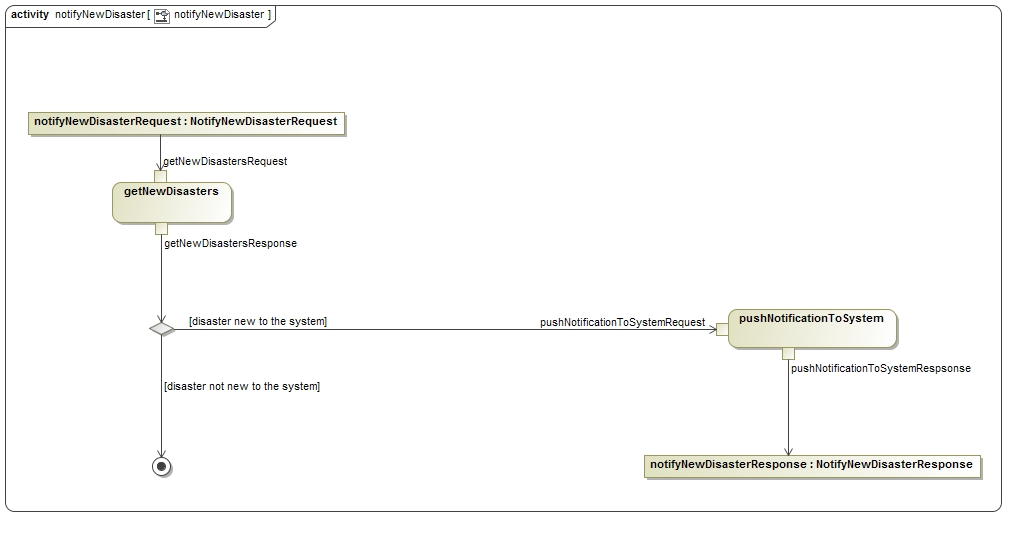 activity notifyNewDisaster[ notifyNewDisaster ]
notifyNewDisasterRequest : NotifyNewDisasterRequest
getNewDisastersRequest
getNewDisasters
getNewDisastersResponse
[disaster new to the system]
pushNotificationToSystemRequest
pushNotificationToSystem
pushNotificationToSystemRespsonse
[disaster not new to the system]
notifyNewDisasterResponse : NotifyNewDisasterResponse